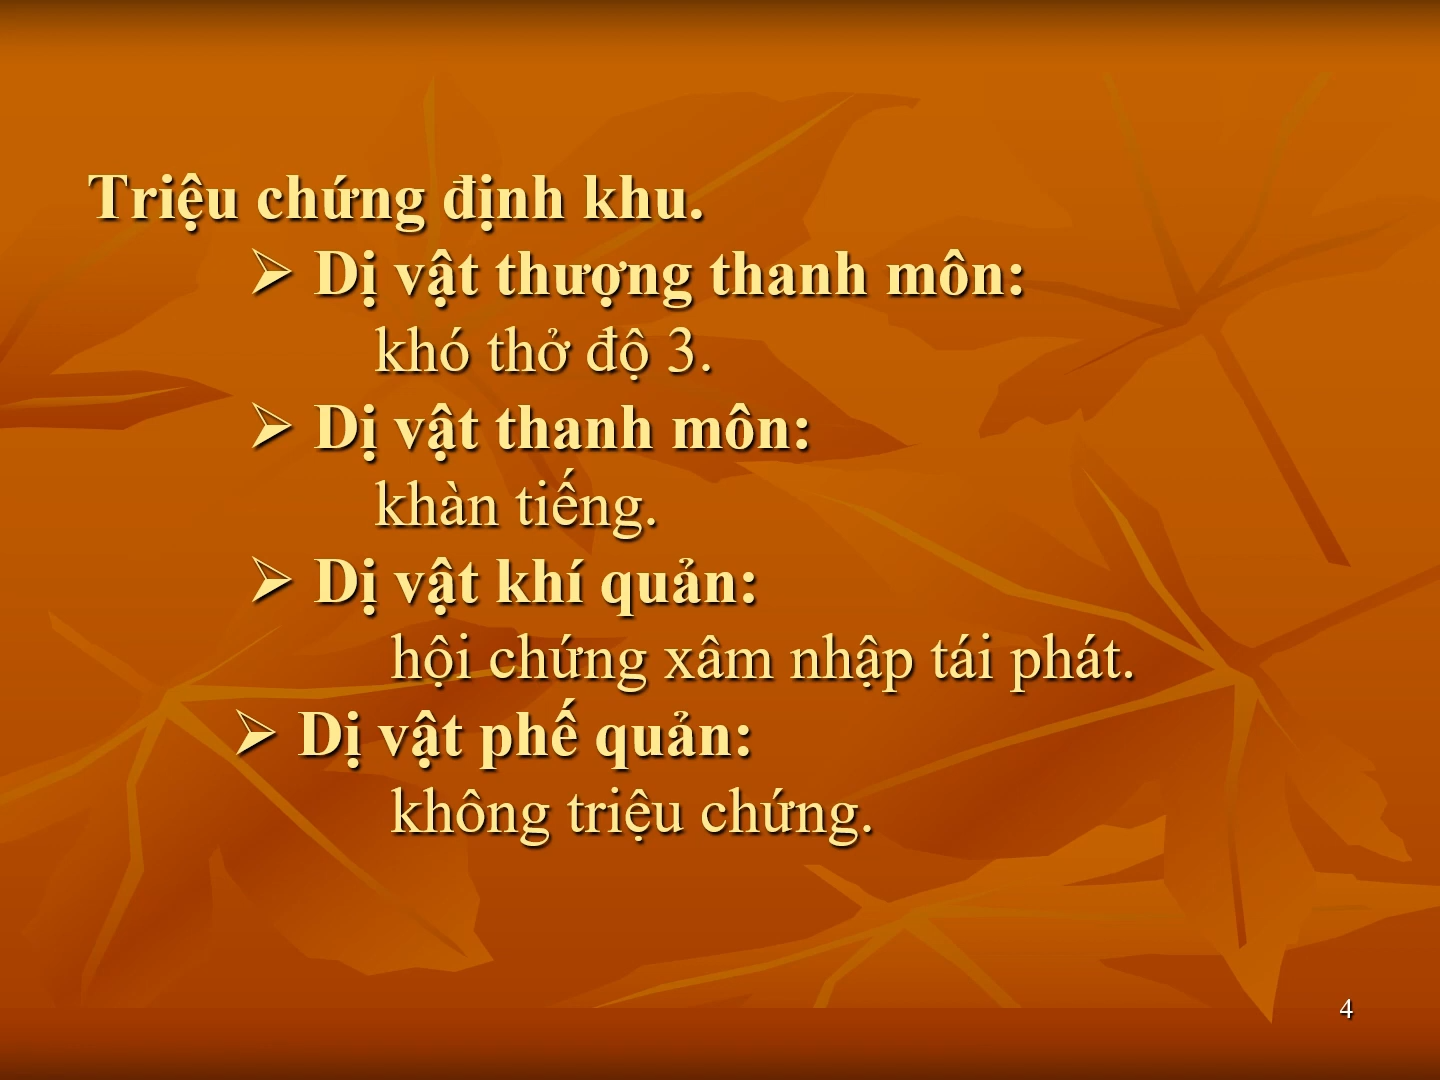 Triệu chứng định khu.
➢ Dị vật thượng thanh môn:
khó thở độ 3.
➢ Dị vật thanh môn:
khàn tiếng.
➢ Dị vật khí quản:
hội chứng xâm nhập tái phát.
➢ Dị vật phế quản:
không triệu chứng.
4